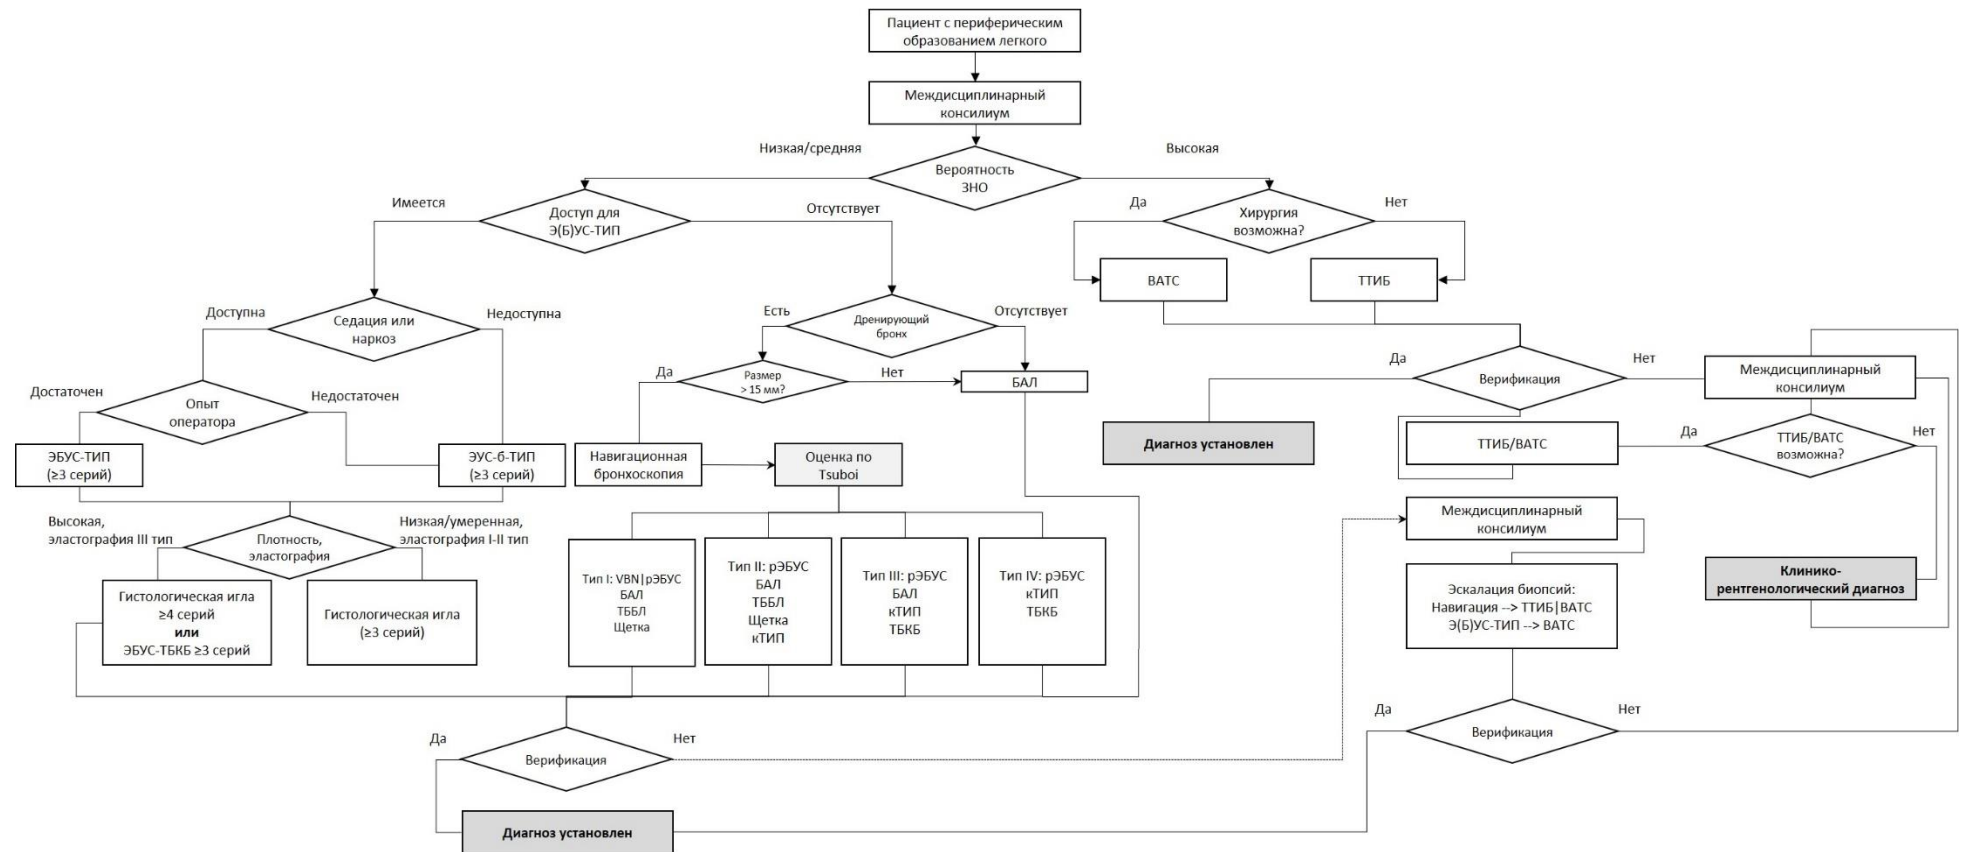 Пациент с периферическим
образованием легкого
Междисциплинарный
консилиум
Низкая/средняя
Высокая
Вероятность
ЗНО
Имеется
Доступ для
Э(Б)УС-ТИП
Отсутствует
Да
Хирургия
возможна?
Нет
ВАТС
ТТИБ
Доступна
Седация или
наркоз
Недоступна
Есть
Дренирующий
бронх
Отсутствует
Достаточен
Опыт
оператора
Недостаточен
Да
Размер
> 15 мм?
Нет
БАЛ
Да
Верификация
Нет
Междисциплинарный
консилиум
Диагноз установлен
ТТИБ/ВАТС
Да
ТТИБ/ВАТС
возможна?
Нет
ЭБУС-ТИП
(≥3 серий)
ЭУС-б-ТИП
(≥3 серий)
Навигационная
бронхоскопия
Оценка по
Tsuboi
Высокая,
эластография III тип
Плотность,
эластография
Низкая/умеренная,
эластография I-II тип
Гистологическая игла
≥4 серий
или
ЭБУС-ТБКБ ≥3 серий
Гистологическая игла
(≥3 серий)
Тип I: VBN|рЭБУС
БАЛ
ТББЛ
Щетка
Тип II: рЭБУС
БАЛ
ТББЛ
Щетка
кТИП
Тип III: рЭБУС
БАЛ
кТИП
ТБКБ
Тип IV: рЭБУС
кТИП
ТБКБ
Междисциплинарный
консилиум
Эскалация биопсий:
Навигация --> ТТИБ|ВАТС
Э(Б)УС-ТИП --> ВАТС
Клинико-
рентгенологический диагноз
Да
Верификация
Нет
Да
Верификация
Нет
Диагноз установлен